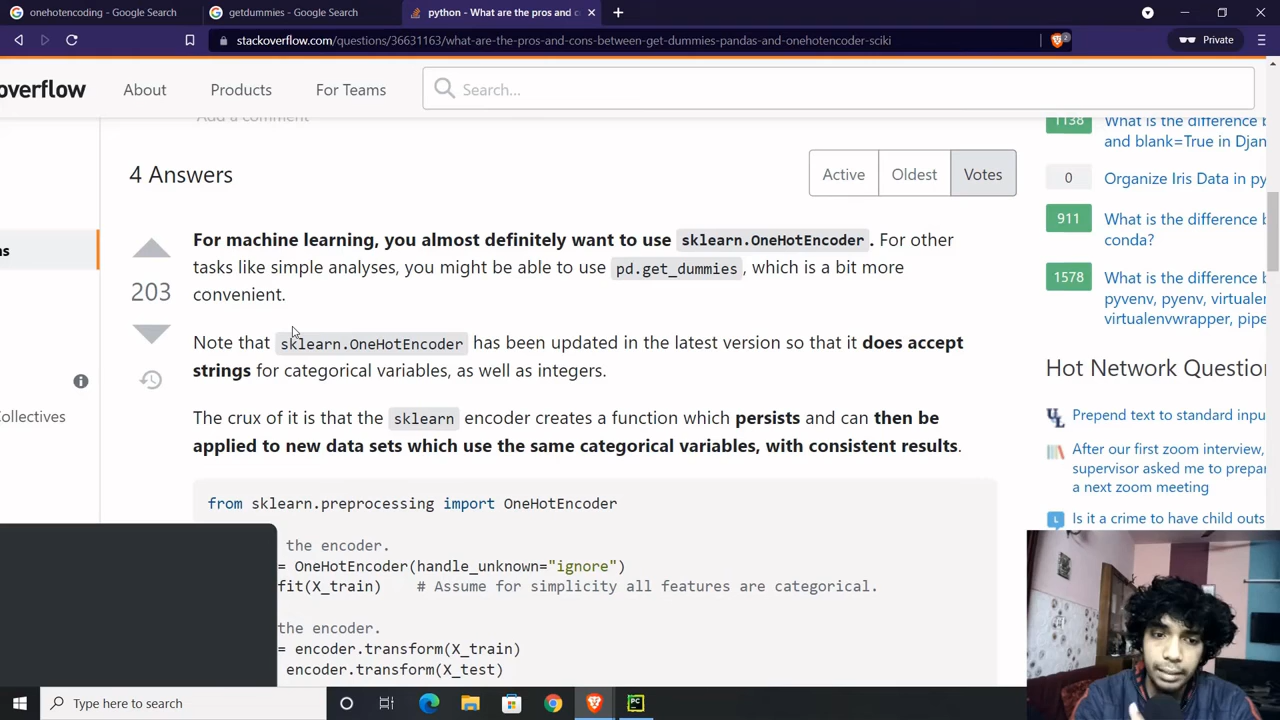 onehotencoding - Google Search
getdummies - Google Search
python - What are the pros and c
stackoverflow.com/questions/36631163/what-are-the-pros-and-cons-between-get-dummies-pandas-and-onehotencoder-sciki
2
Private
overflow
About
Products
For Teams
Search...
Add a comment
1138
What is the difference b
and blank=True in Djan
4 Answers
Active
Oldest
Votes
0
Organize Iris Data in py
911
What is the difference b
conda?
1578
What is the difference b
pyvenv, pyenv, virtualen
virtualenvwrapper, pipe
s
203
For machine learning, you almost definitely want to use sklearn.OneHotEncoder. For other
tasks like simple analyses, you might be able to use pd.get_dummies, which is a bit more
convenient.
Note that sklearn.OneHotEncoder has been updated in the latest version so that it does accept
strings for categorical variables, as well as integers.
The crux of it is that the sklearn encoder creates a function which persists and can then be
applied to new data sets which use the same categorical variables, with consistent results.
from sklearn.preprocessing import OneHotEncoder
the encoder.
= OneHotEncoder(handle_unknown="ignore")
fit(X_train) # Assume for simplicity all features are categorical.
the encoder.
= encoder.transform(X_train)
encoder.transform(X_test)
Collectives
Hot Network Question
Prepend text to standard inpu
After our first zoom interview,
supervisor asked me to prepa
a next zoom meeting
Is it a crime to have child outs
Type here to search
PC